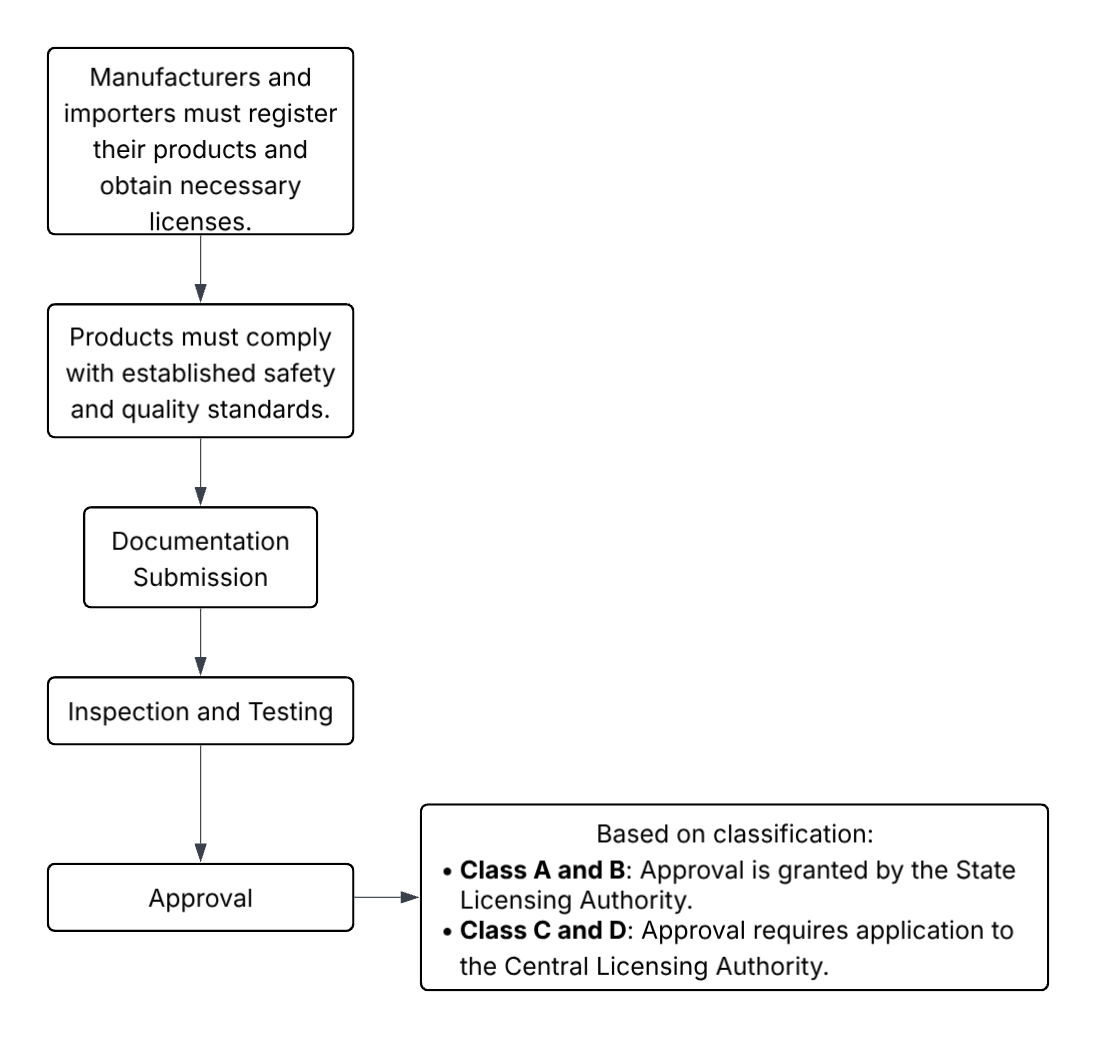 Manufacturers and
importers must register
their products and
obtain necessary
licenses.
Products must comply
with established safety
and quality standards.
Documentation
Submission
Inspection and Testing
Approval
Based on classification:
• Class A and B: Approval is granted by the State
Licensing Authority.
• Class C and D: Approval requires application to
the Central Licensing Authority.